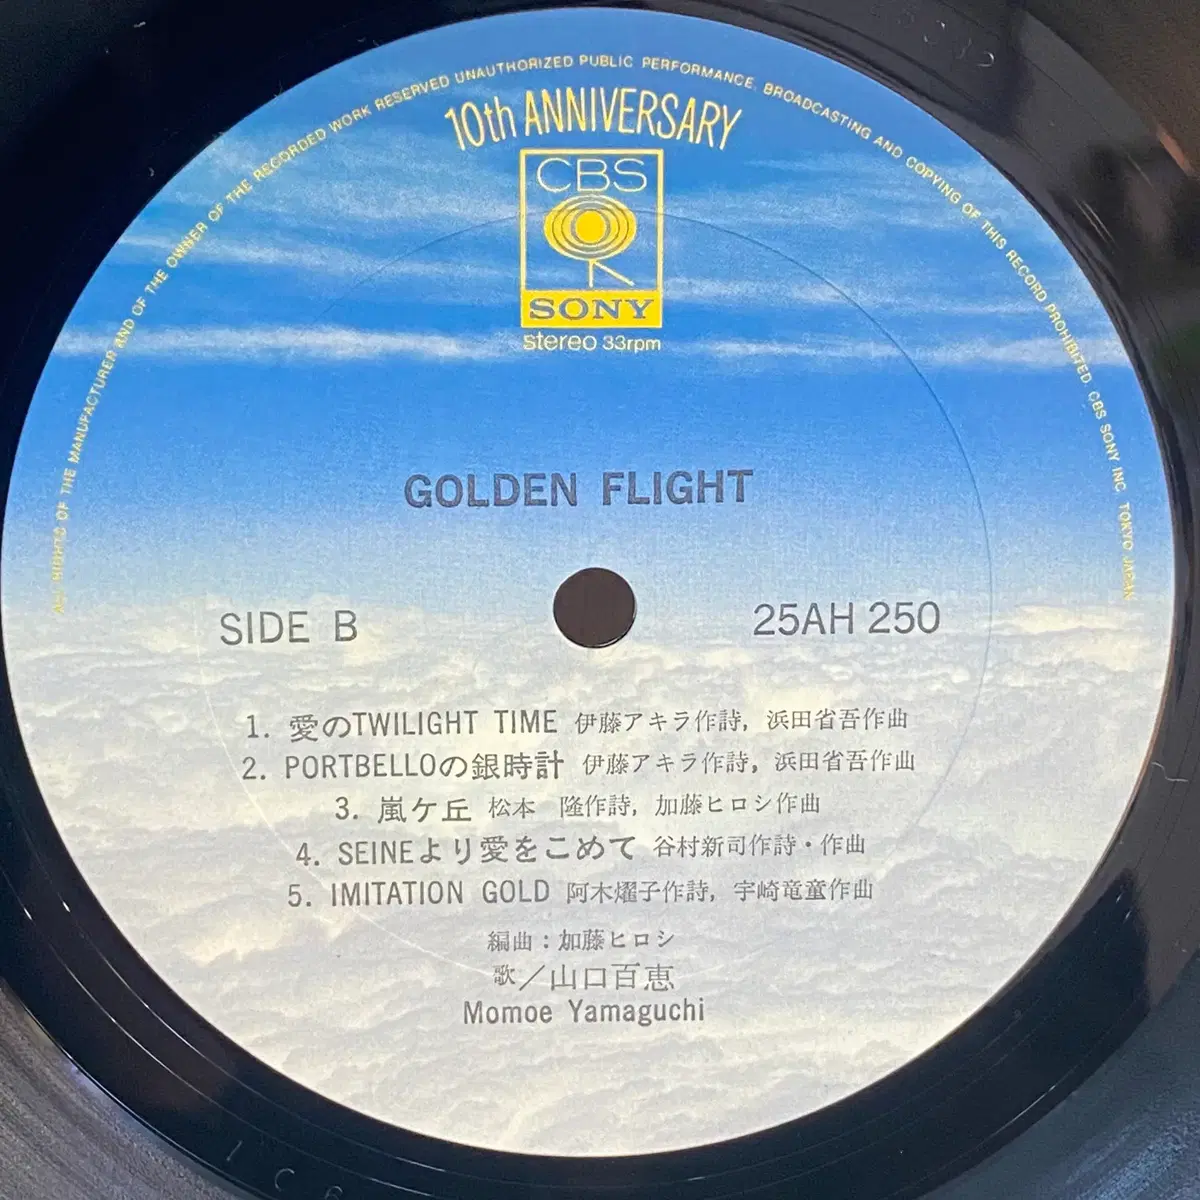 ALL RIGHTS OF THE MANUFACTURER AND OF THE OWNER OF THE RECORDED WORK RESERVED UNAUTHORIZED PUBLIC PERFORMANCE. BROADCASTING AND COPYING OF THIS RECORD PROHIBITED. CBS SONY INC. TOKYO JAPAN
10th ANNIVERSARY
CBS
SONY
stereo 33rpm
GOLDEN FLIGHT
SIDE B 25AH 250
1. 愛のTWILIGHT TIME 伊藤アキラ作詩, 浜田省吾作曲
2. PORTBELLOの銀時計 伊藤アキラ作詩, 浜田省吾作曲
3. 嵐ケ丘 松本 隆作詩, 加藤ヒロシ作曲
4. SEINEより愛をこめて 谷村新司作詩・作曲
5. IMITATION GOLD 阿木燿子作詩, 宇崎竜童作曲
編曲：加藤ヒロシ
歌／山口百恵
Momoe Yamaguchi